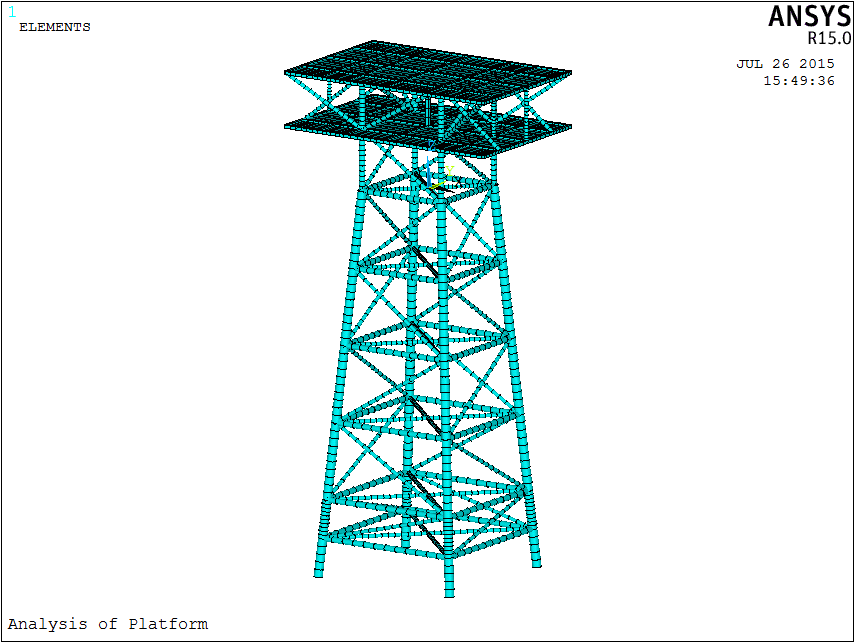 1
ELEMENTS
ANSYS
R15.0
JUL 26 2015
15:49:36
Y
Analysis of Platform